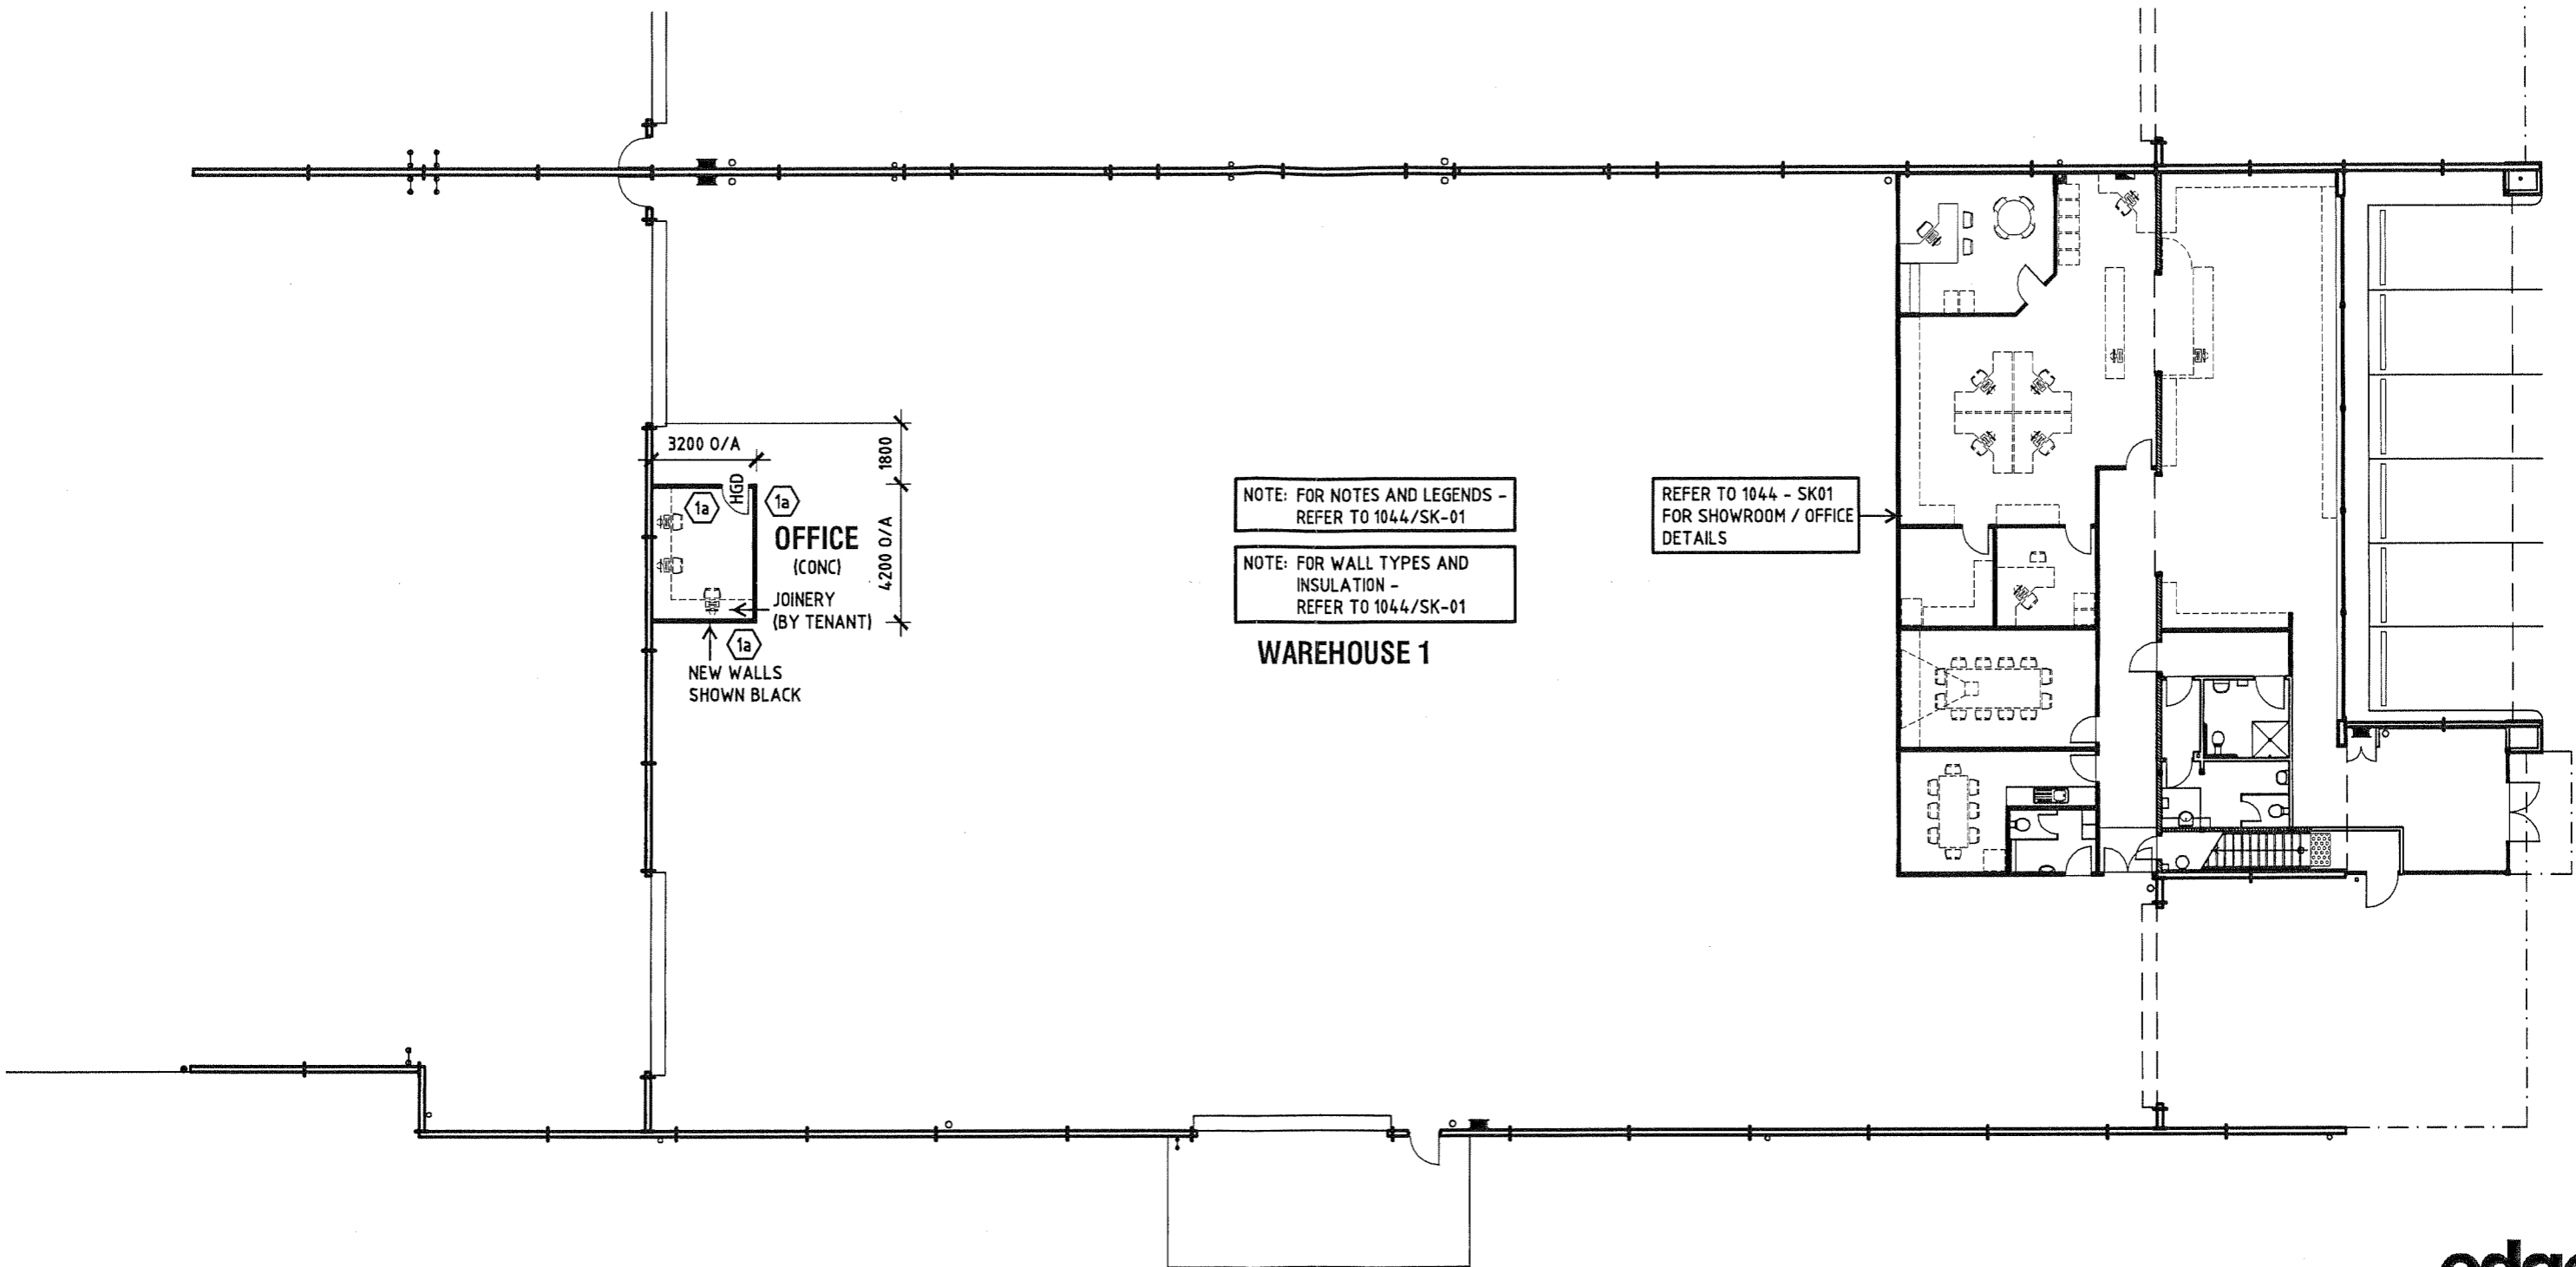 3200 O/A
1800
HGD
1a
1a
OFFICE
(CONC)
4200 O/A
JOINERY
(BY TENANT)
1a
NEW WALLS
SHOWN BLACK
NOTE: FOR NOTES AND LEGENDS -
REFER TO 1044/SK-01
NOTE: FOR WALL TYPES AND
INSULATION -
REFER TO 1044/SK-01
WAREHOUSE 1
REFER TO 1044 - SK01
FOR SHOWROOM / OFFICE
DETAILS